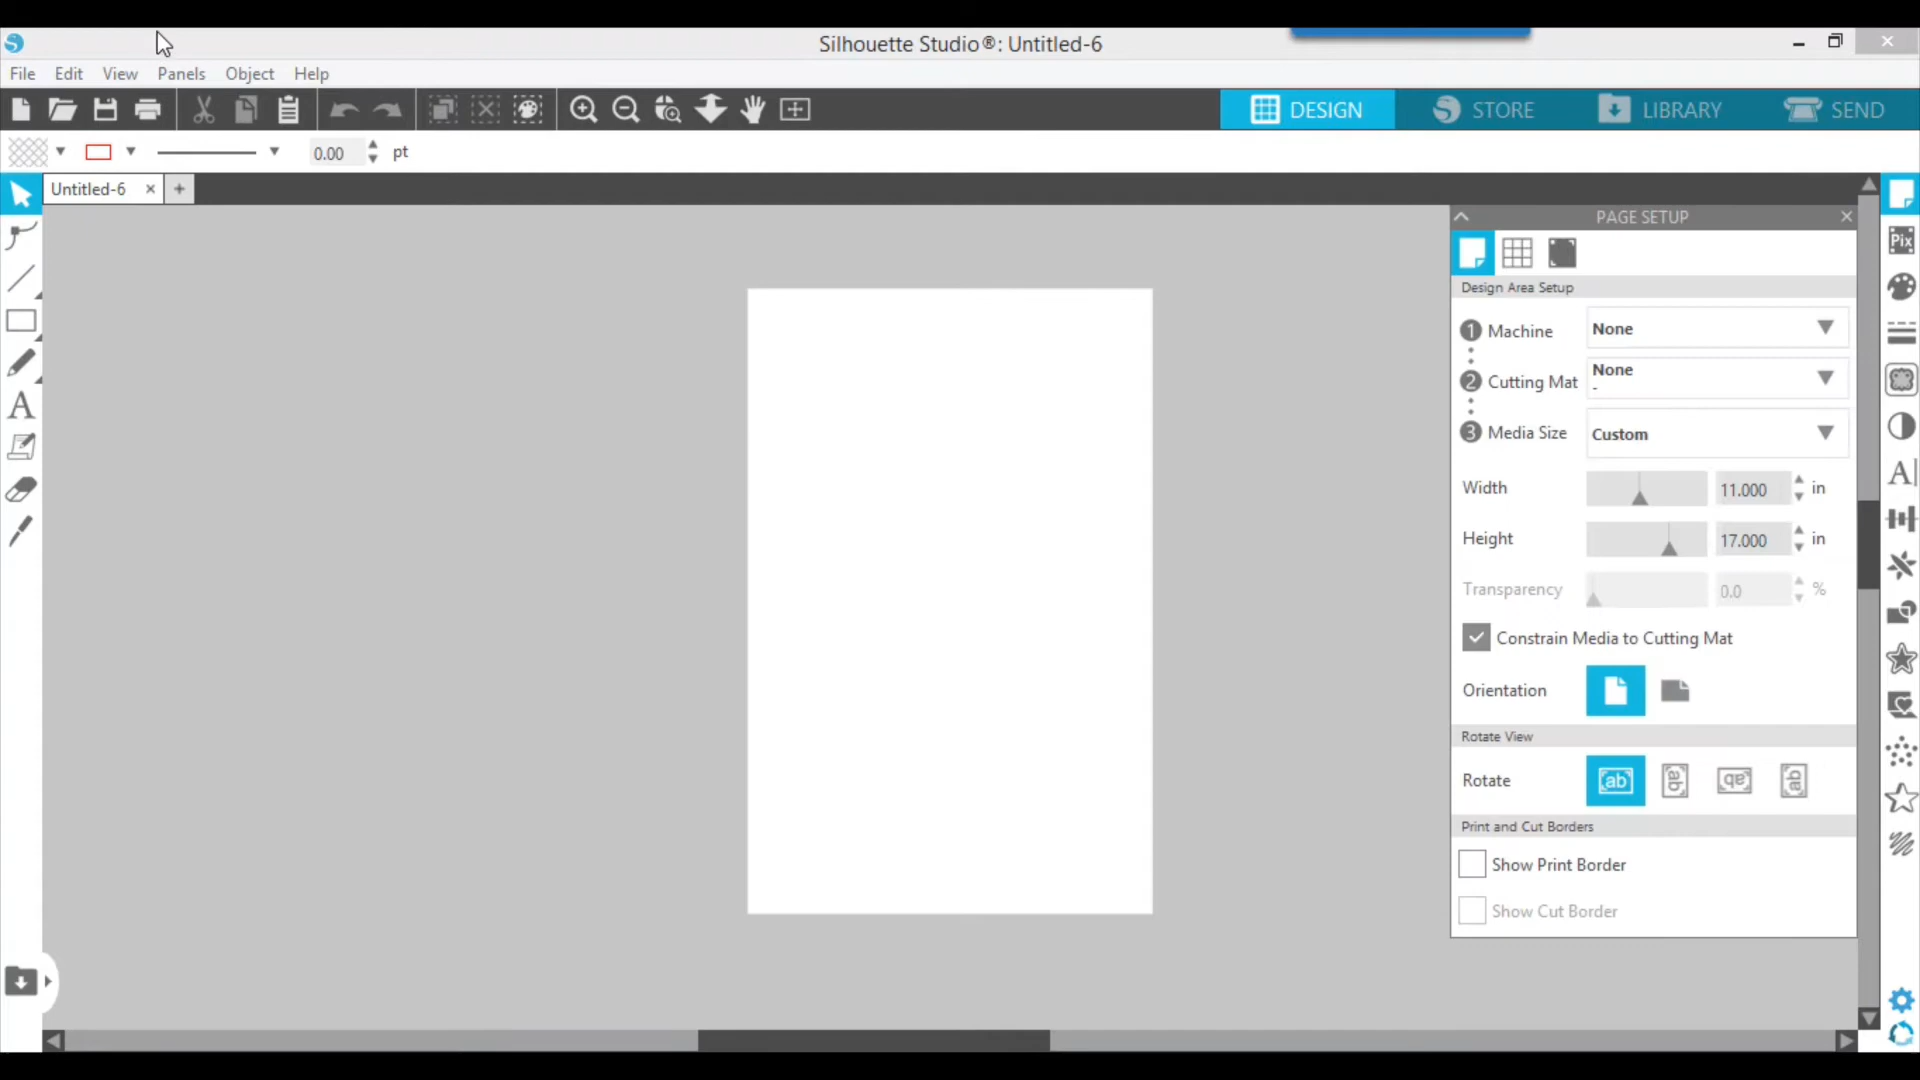 Silhouette Studio®: Untitled-6
File Edit View Panels Object Help
DESIGN STORE LIBRARY SEND
0.00 pt
Untitled-6
PAGE SETUP
Pix
Design Area Setup
1 Machine None
2 Cutting Mat None
-
3 Media Size Custom
Width 11.000 in
Height 17.000 in
Transparency 0.0 %
Constrain Media to Cutting Mat
Orientation
Rotate View
Rotate ab ab ab ab
Print and Cut Borders
Show Print Border
Show Cut Border